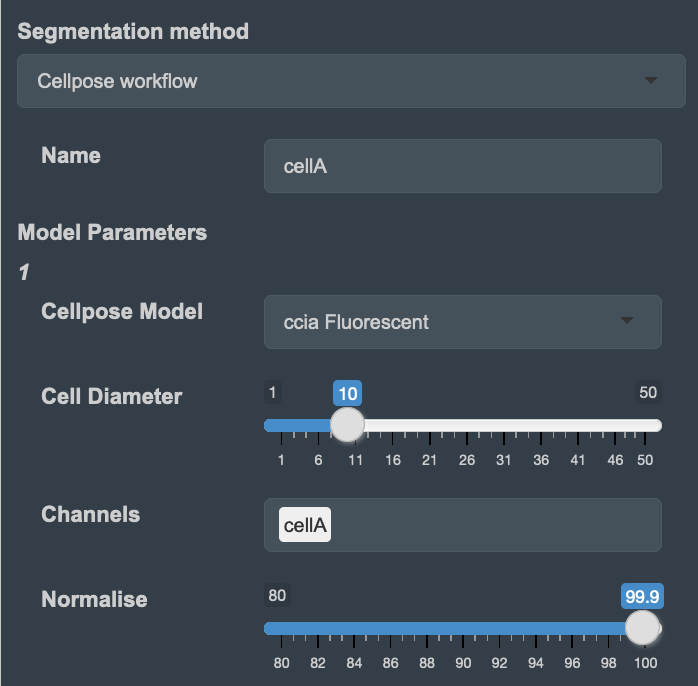 Segmentation method
Cellpose workflow
Name
cellA
Model Parameters
1
Cellpose Model
ccia Fluorescent
Cell Diameter
1 10 50
1 6 11 16 21 26 31 36 41 46 50
Channels
cellA
Normalise
80 99.9
80 82 84 86 88 90 92 94 96 98 100